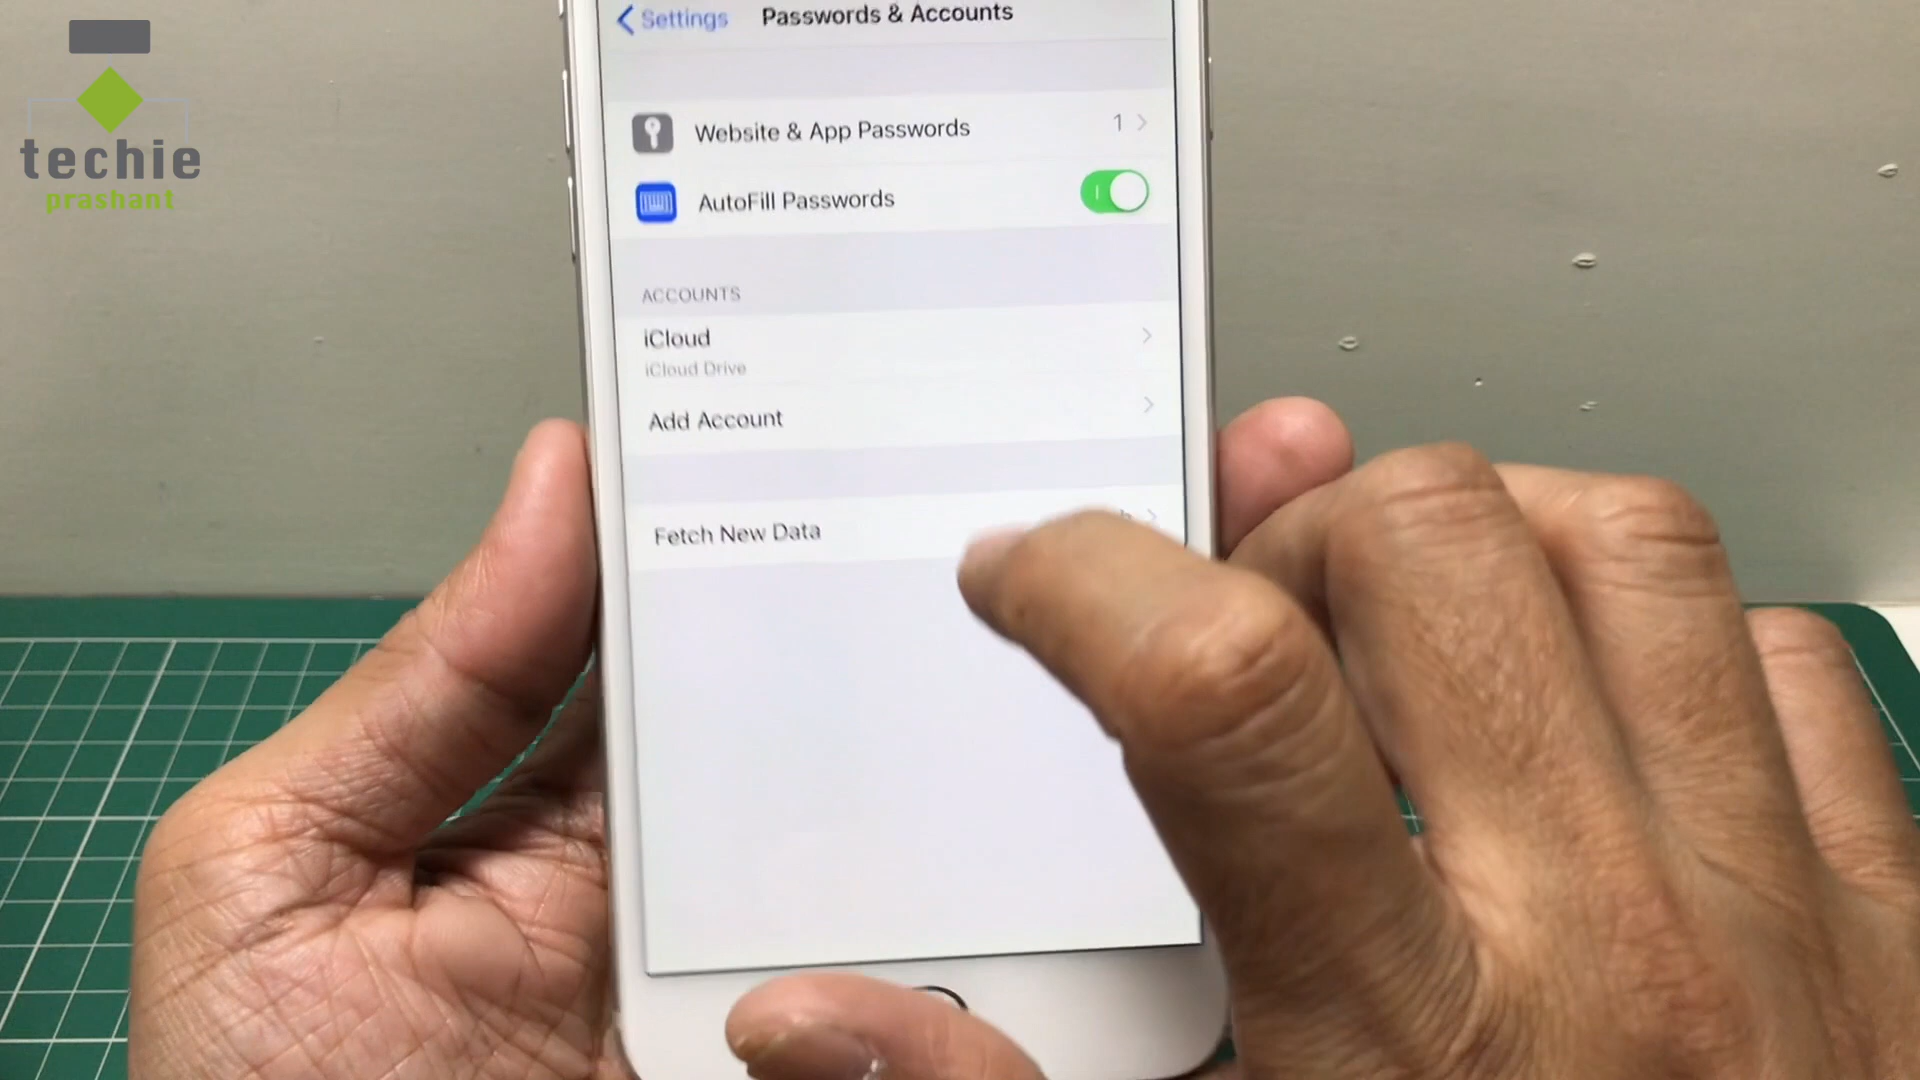 techie
prashant
Settings
Passwords & Accounts
Website & App Passwords
1
AutoFill Passwords
ACCOUNTS
iCloud
iCloud Drive
Add Account
Fetch New Data